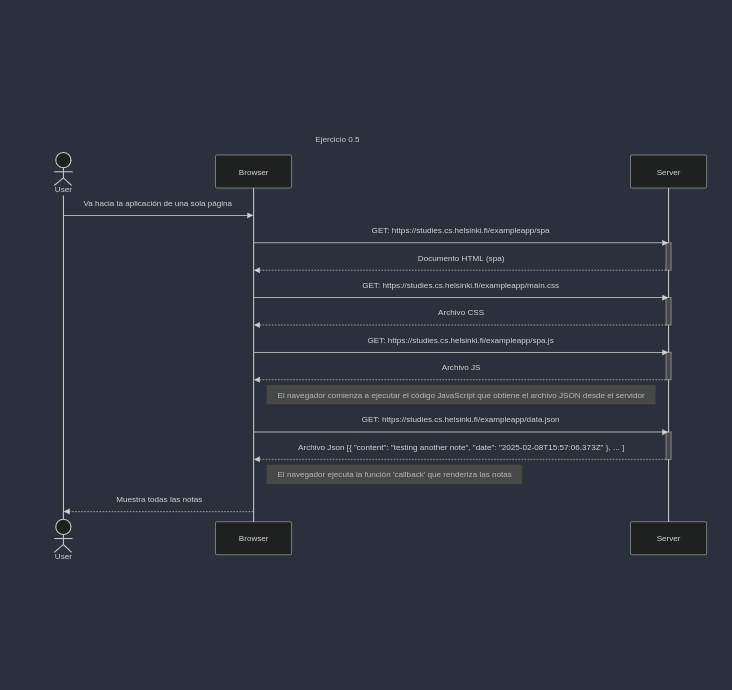 Ejercicio 0.5
User
Browser
Server
Va hacia la aplicación de una sola página
GET: https://studies.cs.helsinki.fi/exampleapp/spa
Documento HTML (spa)
GET: https://studies.cs.helsinki.fi/exampleapp/main.css
Archivo CSS
GET: https://studies.cs.helsinki.fi/exampleapp/spa.js
Archivo JS
El navegador comienza a ejecutar el código JavaScript que obtiene el archivo JSON desde el servidor
GET: https://studies.cs.helsinki.fi/exampleapp/data.json
Archivo Json [{ "content": "testing another note", "date": "2025-02-08T15:57:06.373Z" }, ... ]
El navegador ejecuta la función 'callback' que renderiza las notas
Muestra todas las notas
User
Browser
Server